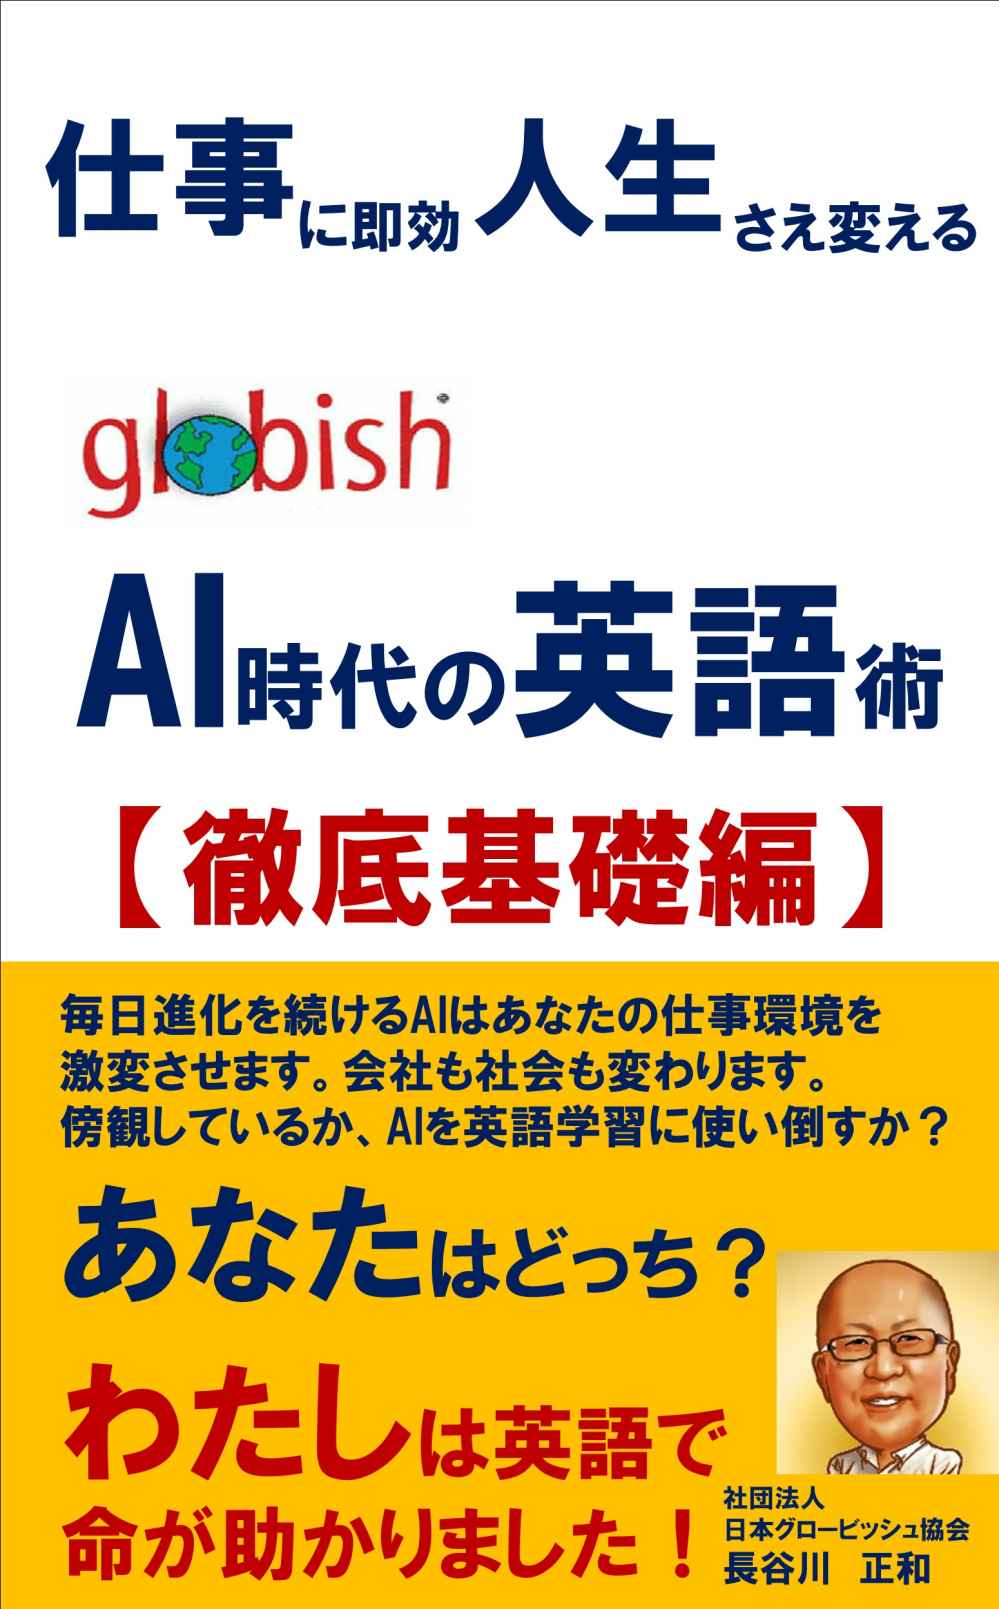 仕事に即効 人生さえ変える
globish
AI時代の英語術
【徹底基礎編】
毎日進化を続けるAIはあなたの仕事環境を
激変させます。会社も社会も変わります。
傍観しているか、AIを英語学習に使い倒すか？
あなたはどっち？
わたしは英語で
命が助かりました！
社団法人
日本グロービッシュ協会
長谷川　正和